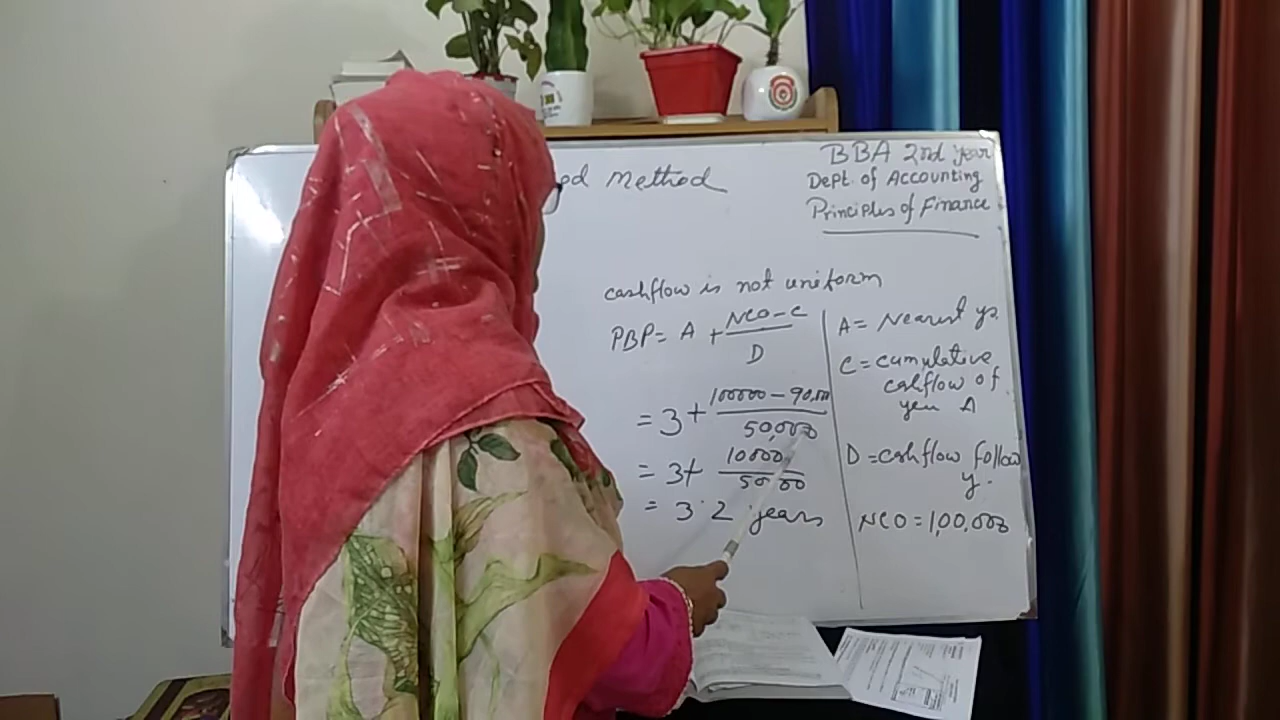 od Method
BBA 2nd year
Dept. of Accounting
Principles of Finance
cashflow is not uniform
PBP = A + NCO - C
D
= 3 + 100000 - 90,000
50,000
= 3 + 10000
50000
= 3.2 years
A = Nearest yr.
C = cumulative
cashflow of
year A
D = cashflow follow
y.
NCO = 1,00,000